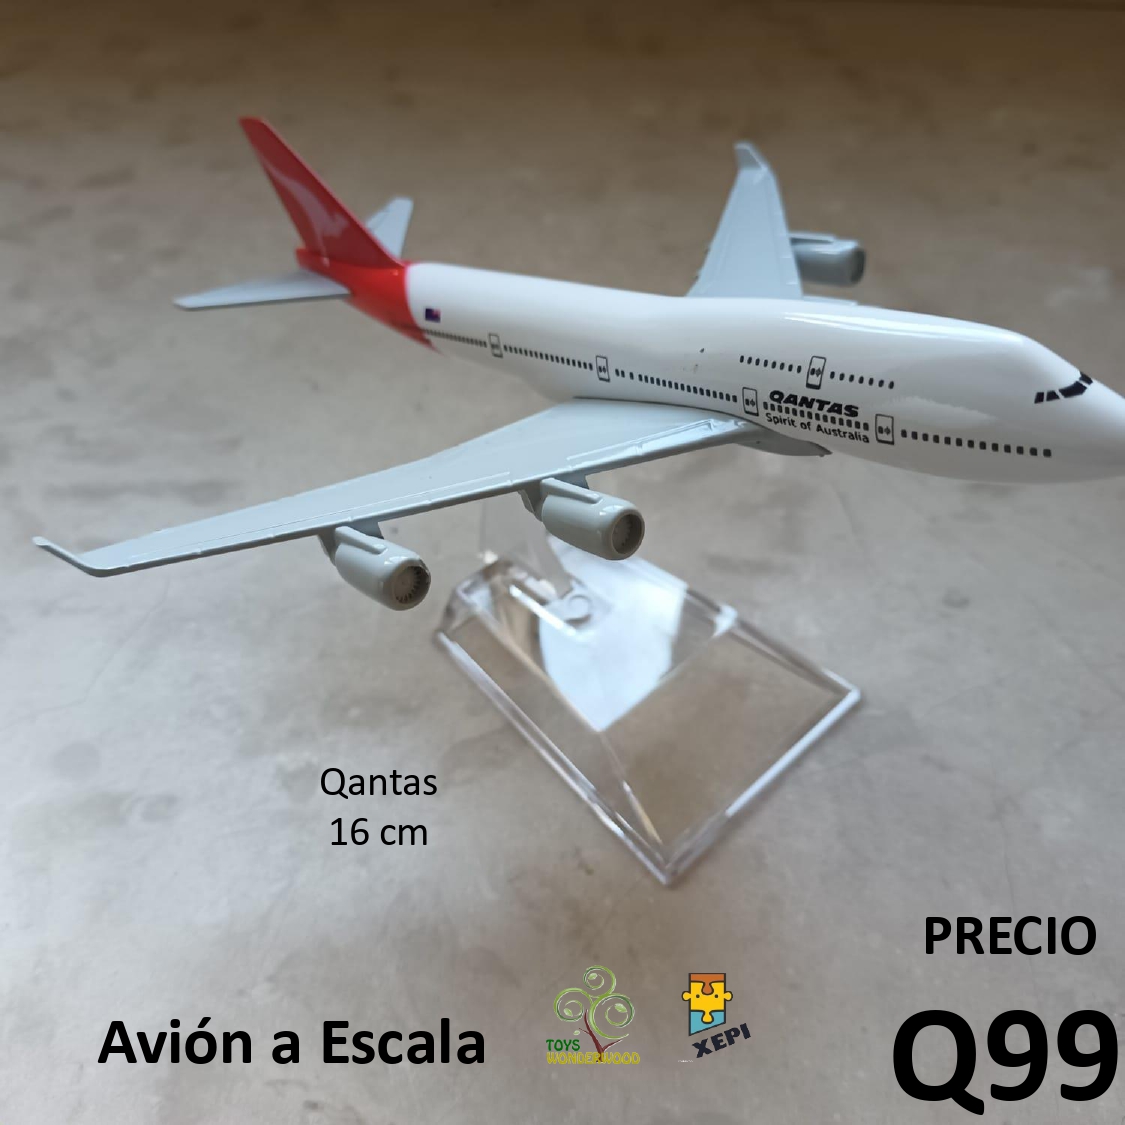 QANTAS
Spirit of Australia
Qantas
16 cm
PRECIO
Avión a Escala
TOYS
WONDERWOOD
XEPI
Q99